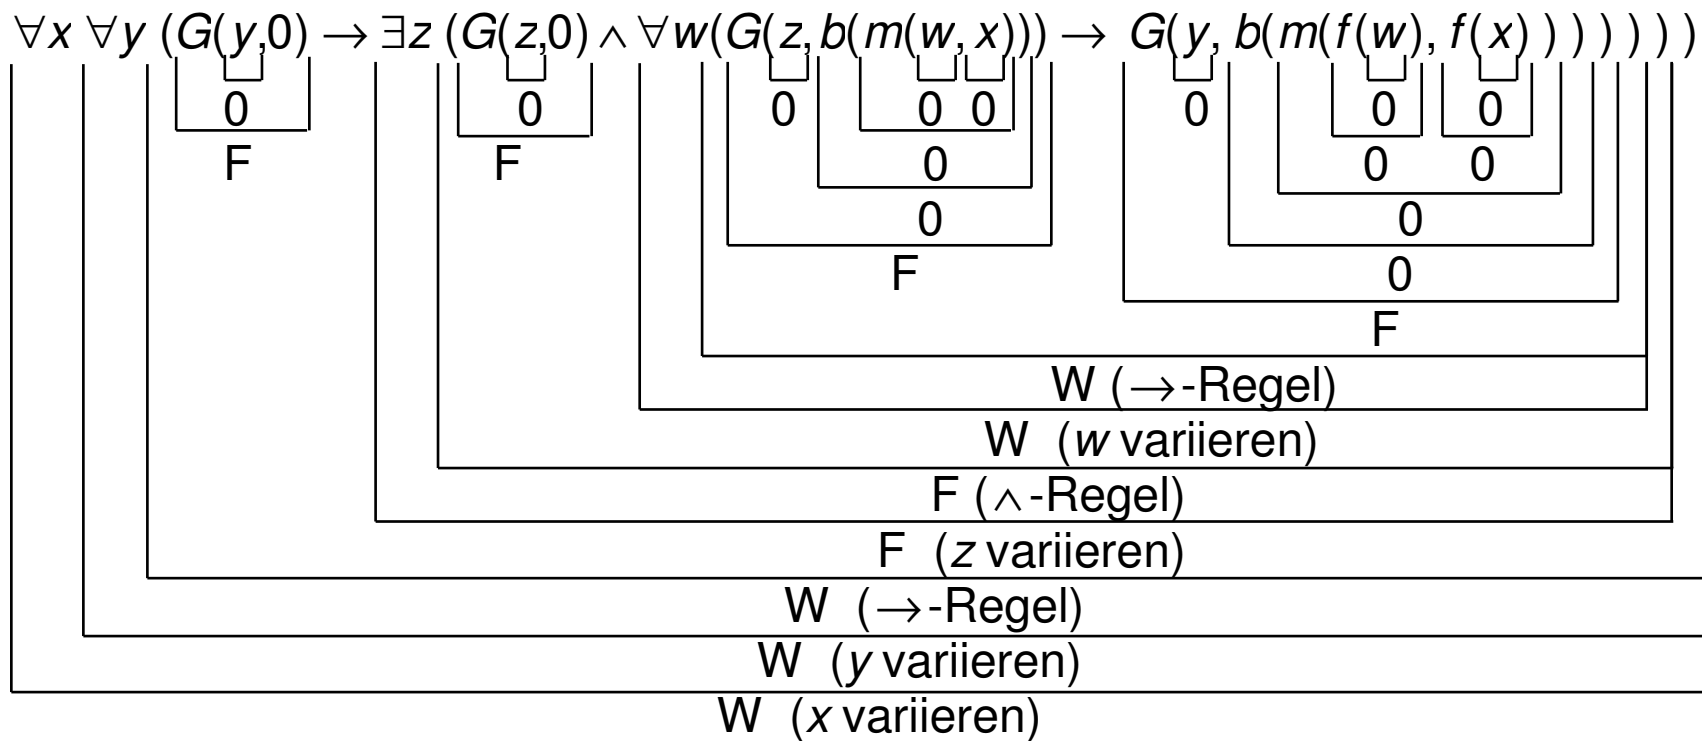 ∀x ∀y (G(y,0) → ∃z (G(z,0) ∧ ∀w(G(z, b(m(w, x))) → G(y, b(m(f(w), f(x) ) ) ) ) ) ) )
0 0 0 0 0 0 0 0
F F 0 0 0
0 0
F 0
F
W (→-Regel)
W (w variieren)
F (∧-Regel)
F (z variieren)
W (→-Regel)
W (y variieren)
W (x variieren)